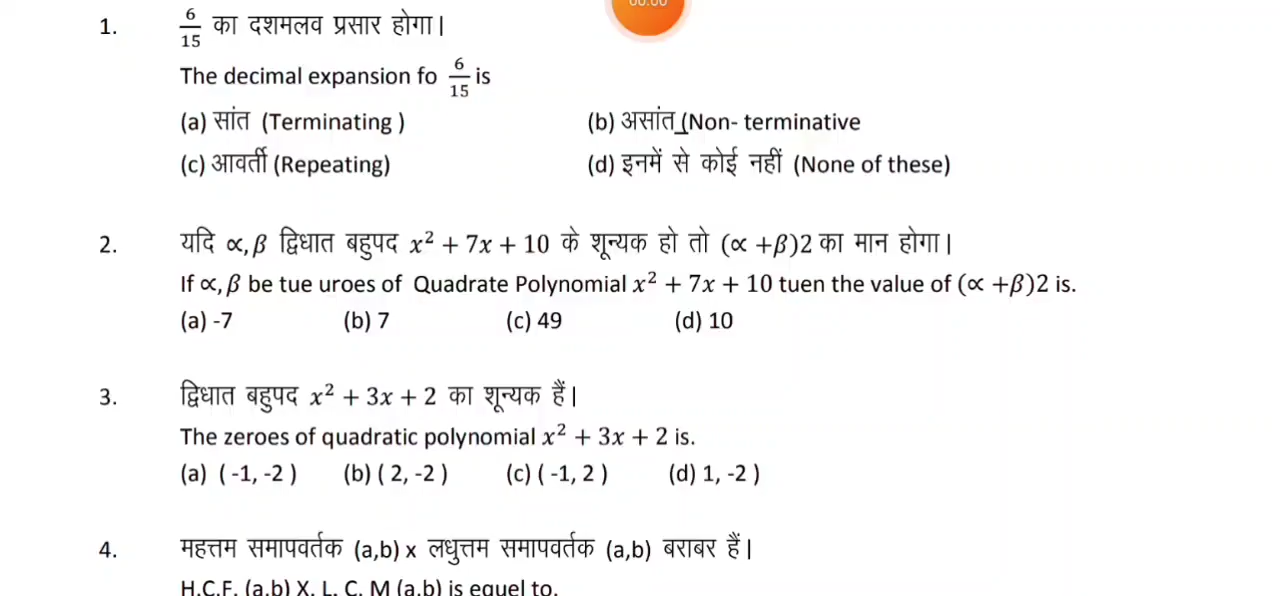 00:00
1. 6/15 का दशमलव प्रसार होगा।
The decimal expansion fo 6/15 is
(a) सांत (Terminating ) (b) असांत (Non- terminative
(c) आवर्ती (Repeating) (d) इनमें से कोई नहीं (None of these)
2. यदि ∝, β द्विधात बहुपद x² + 7x + 10 के शून्यक हो तो (∝ +β)2 का मान होगा।
If ∝, β be tue uroes of Quadrate Polynomial x² + 7x + 10 tuen the value of (∝ +β)2 is.
(a) -7 (b) 7 (c) 49 (d) 10
3. द्विधात बहुपद x² + 3x + 2 का शून्यक हैं।
The zeroes of quadratic polynomial x² + 3x + 2 is.
(a) ( -1, -2 ) (b) ( 2, -2 ) (c) ( -1, 2 ) (d) 1, -2 )
4. महत्तम समापवर्तक (a,b) x लधुत्तम समापवर्तक (a,b) बराबर हैं।
H.C.F. (a,b) X. L. C. M (a,b) is equal to.